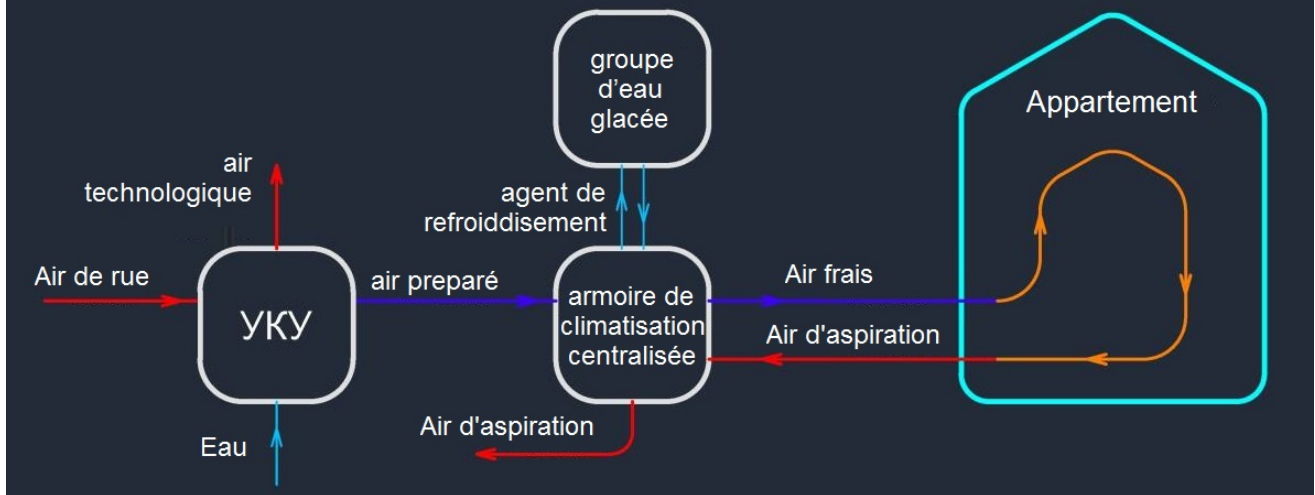 groupe
d'eau
glacée
Appartement
air
technologique
agent de
refroiddisement
Air de rue
air preparé
Air frais
УКУ
armoire de
climatisation
centralisée
Air d'aspiration
Air d'aspiration
Eau